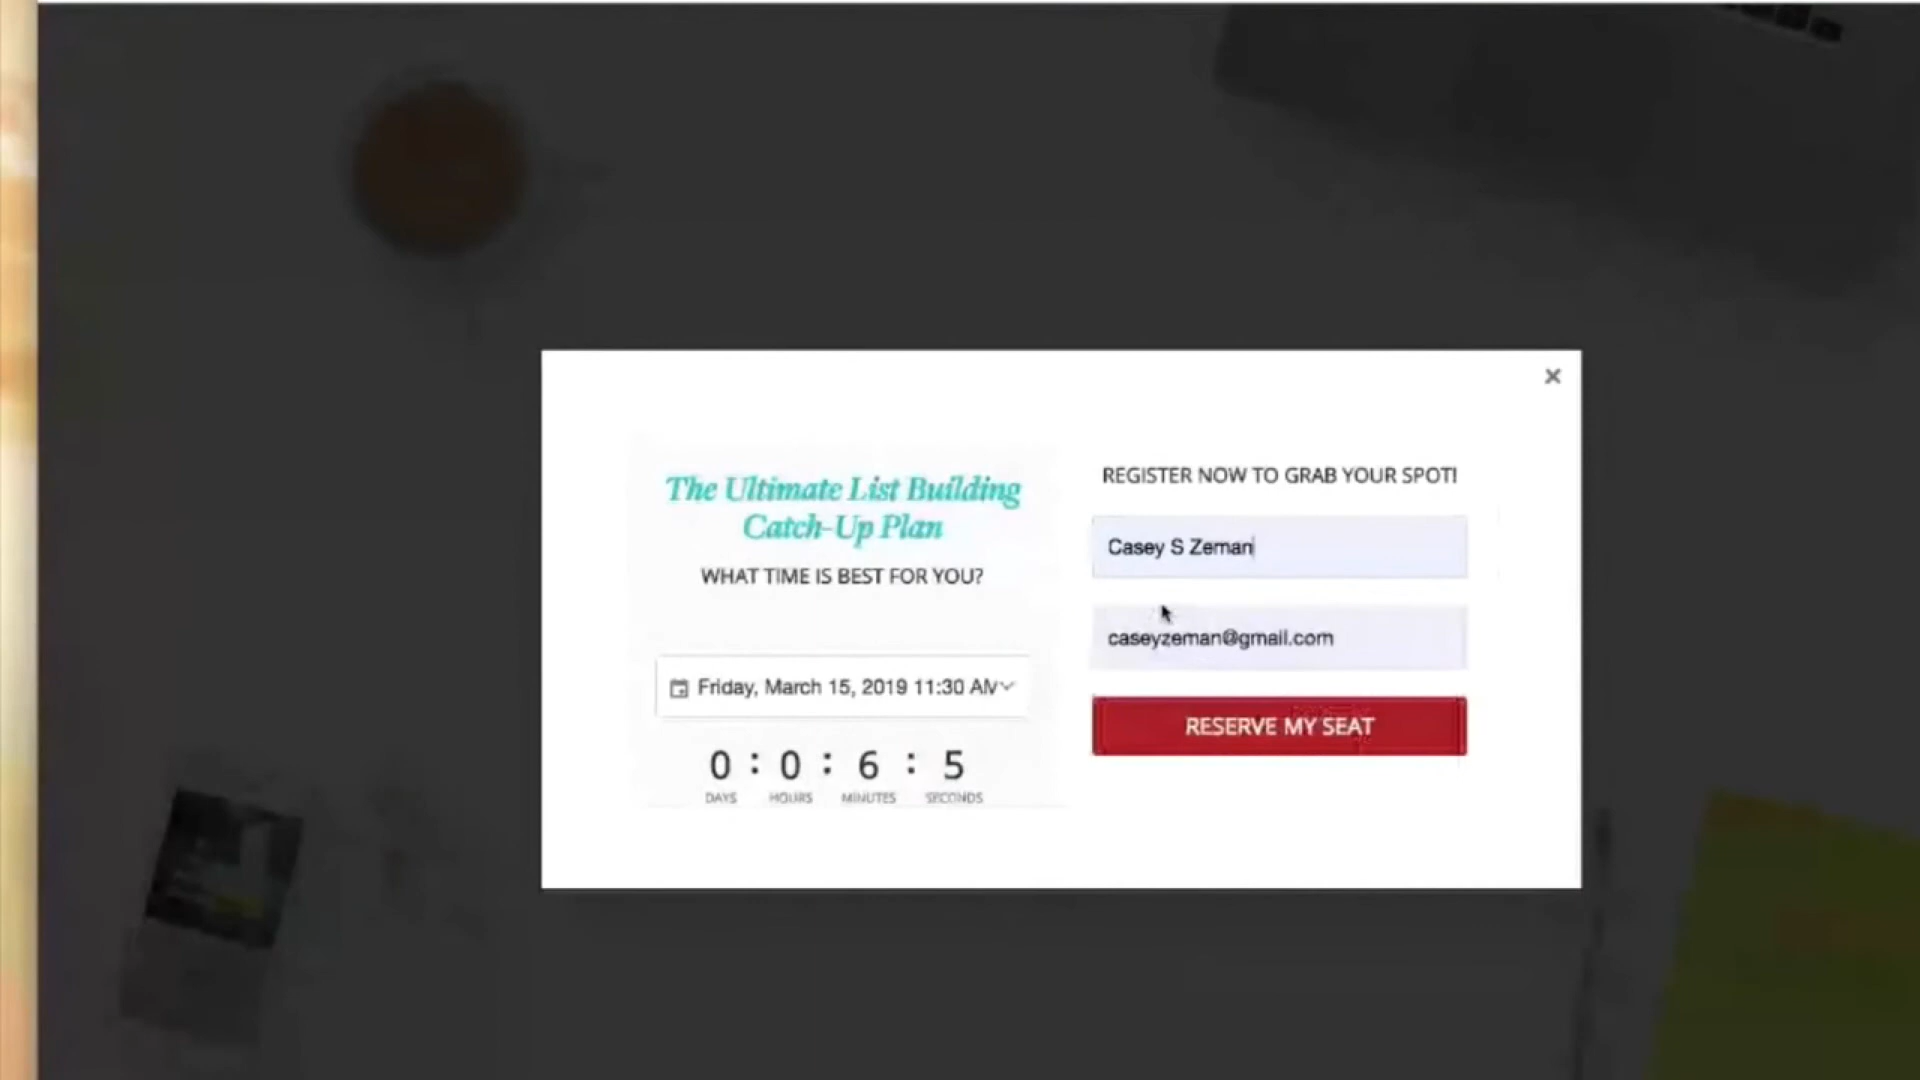 The Ultimate List Building
Catch-Up Plan
WHAT TIME IS BEST FOR YOU?
Friday, March 15, 2019 11:30 AM
0 : 0 : 6 : 5
DAYS HOURS MINUTES SECONDS
REGISTER NOW TO GRAB YOUR SPOT!
Casey S Zeman
caseyzeman@gmail.com
RESERVE MY SEAT